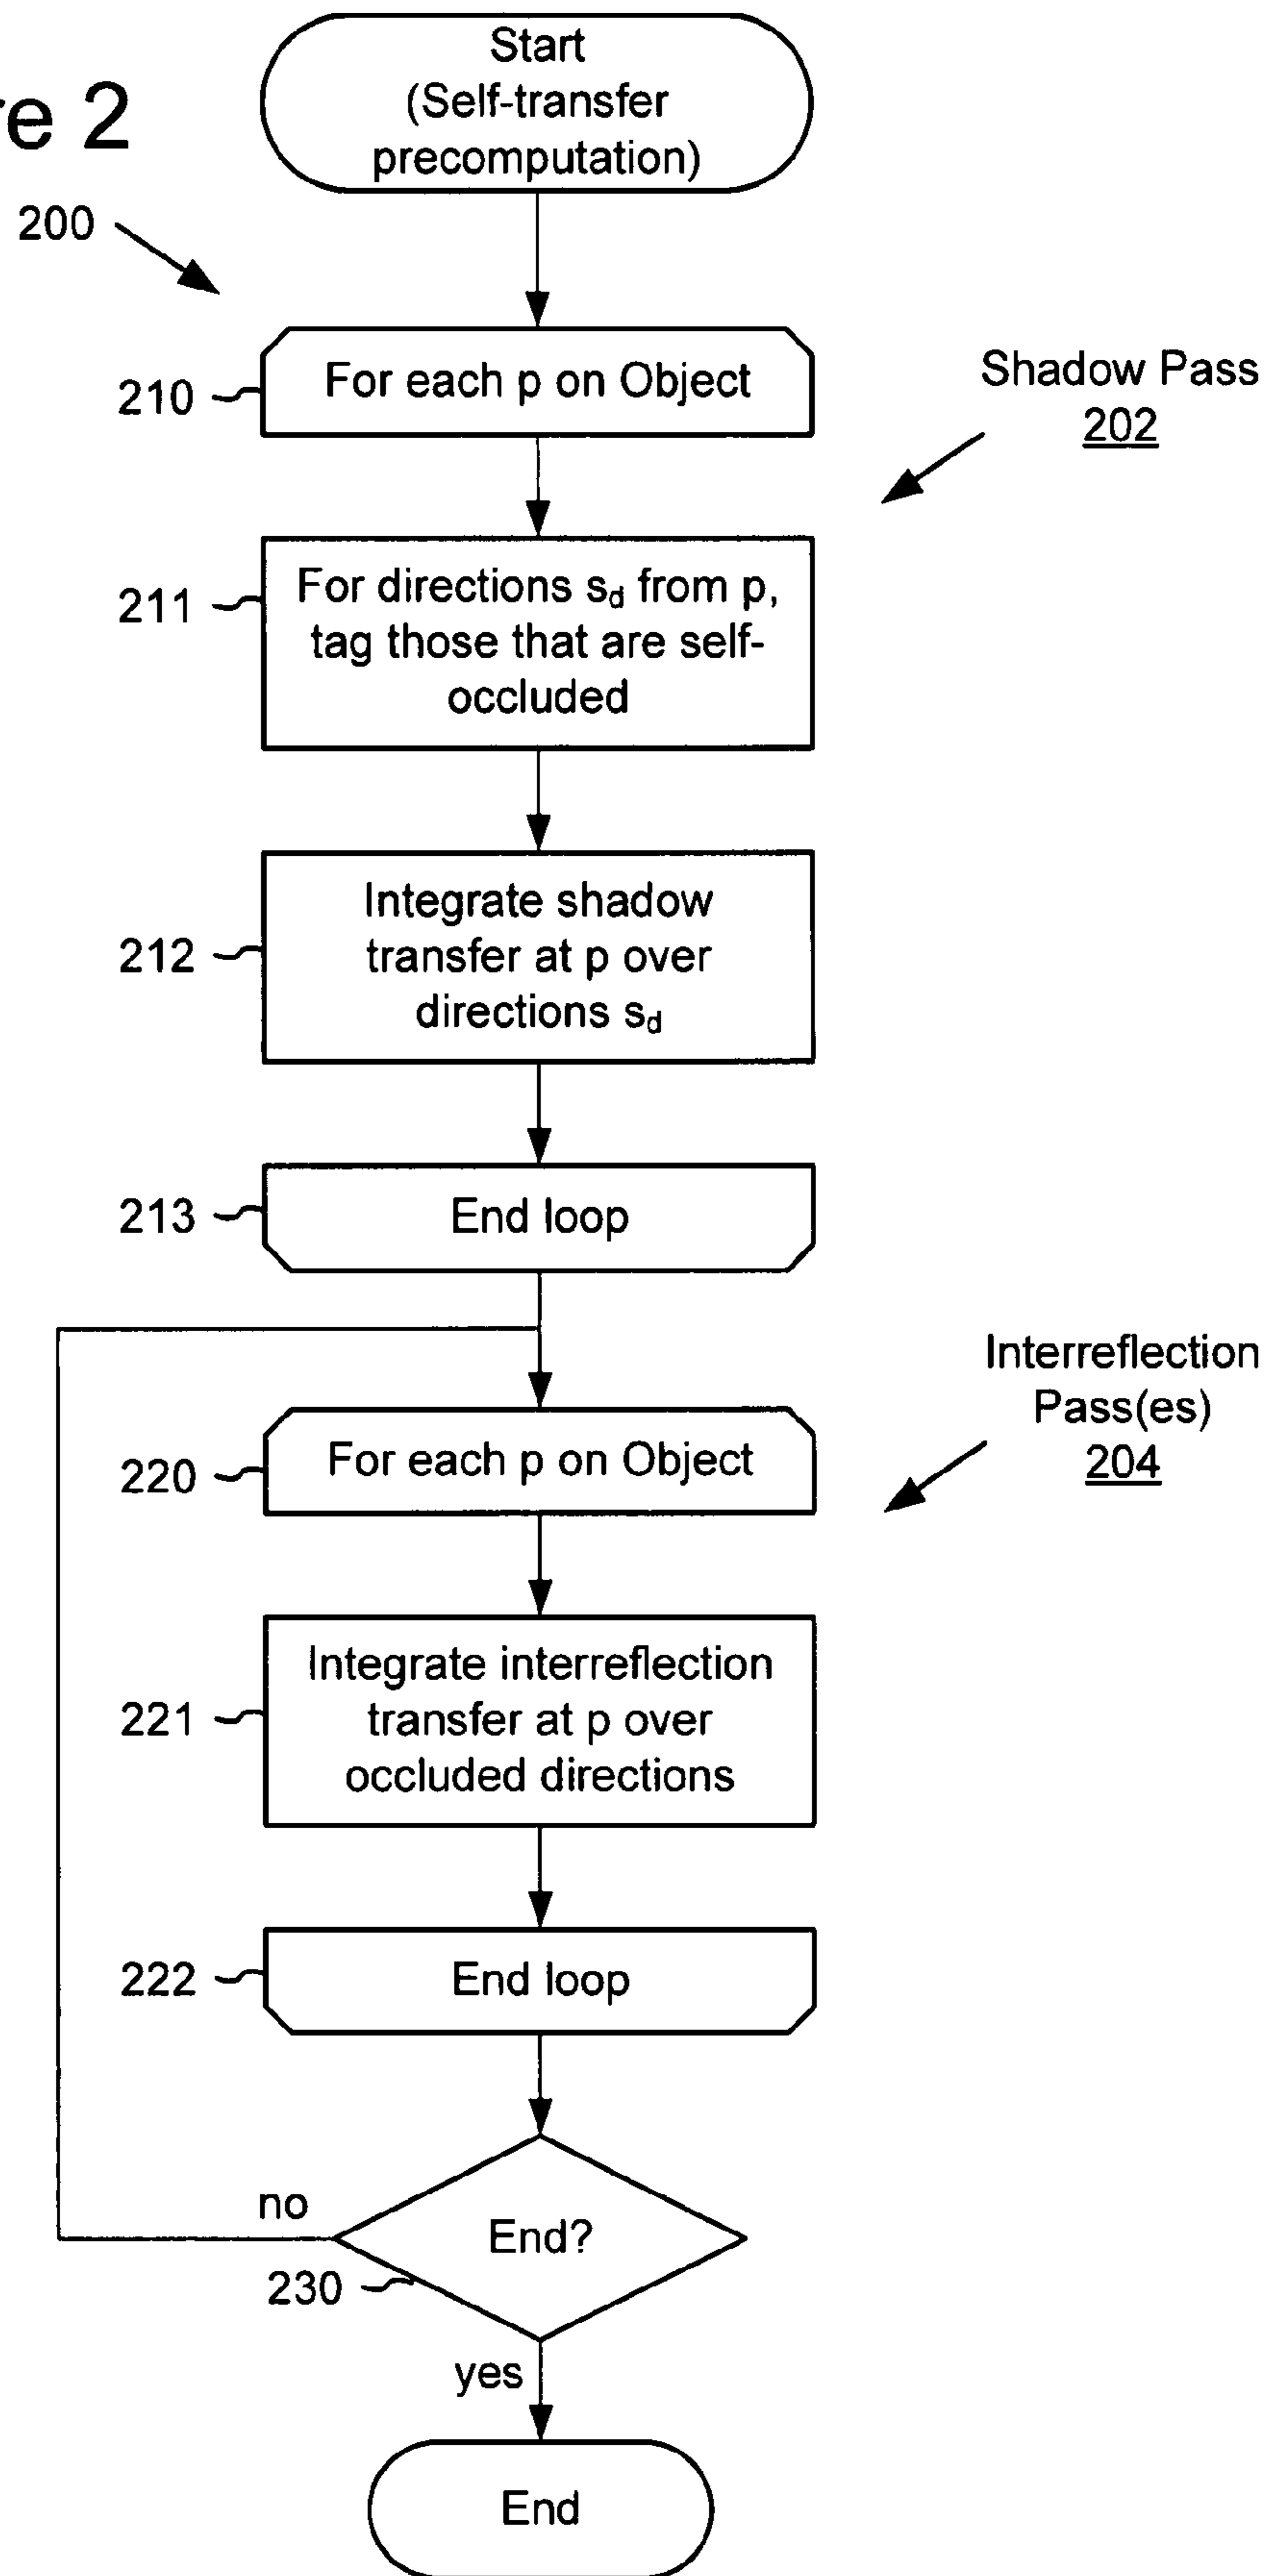 re 2
Start
(Self-transfer
precomputation)
200
210
For each p on Object
Shadow Pass
202
211
For directions sd from p,
tag those that are self-
occluded
212
Integrate shadow
transfer at p over
directions sd
213
End loop
Interreflection
Pass(es)
204
220
For each p on Object
221
Integrate interreflection
transfer at p over
occluded directions
222
End loop
no
End?
230
yes
End